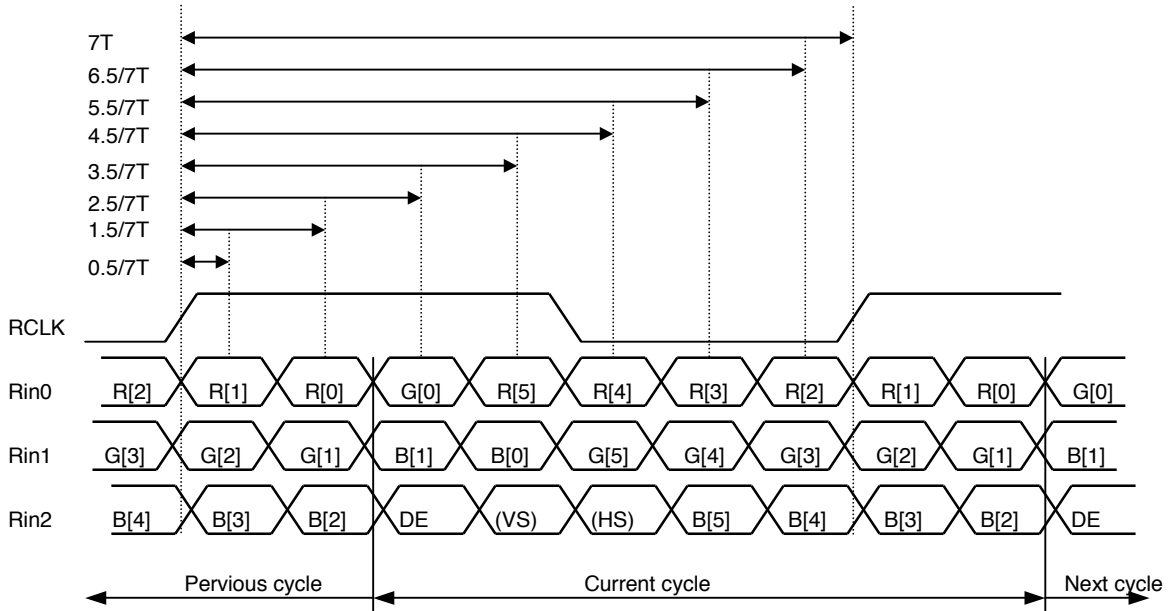 7T
6.5/7T
5.5/7T
4.5/7T
3.5/7T
2.5/7T
1.5/7T
0.5/7T
RCLK
Rin0 R[2] R[1] R[0] G[0] R[5] R[4] R[3] R[2] R[1] R[0] G[0]
Rin1 G[3] G[2] G[1] B[1] B[0] G[5] G[4] G[3] G[2] G[1] B[1]
Rin2 B[4] B[3] B[2] DE (VS) (HS) B[5] B[4] B[3] B[2] DE
Pervious cycle Current cycle Next cycle